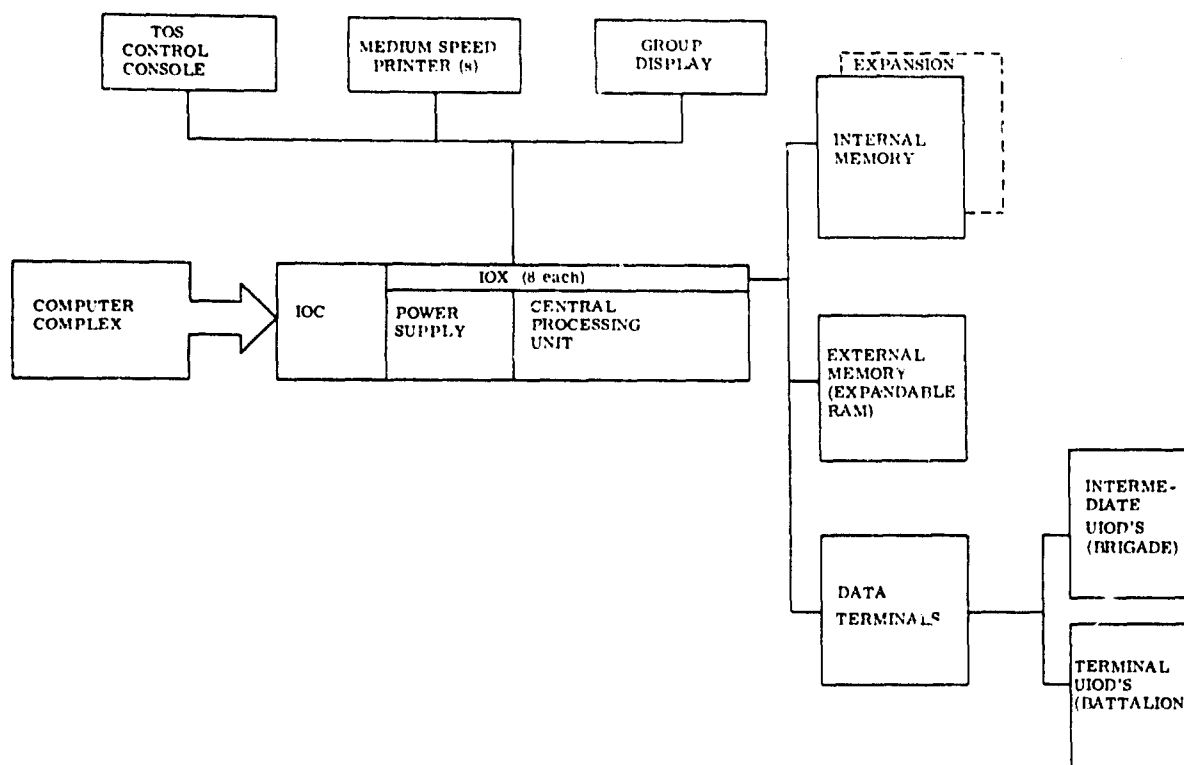 TOS
CONTROL
CONSOLE
MEDIUM SPEED
PRINTER (s)
GROUP
DISPLAY
EXPANSION
INTERNAL
MEMORY
COMPUTER
COMPLEX
IOC
IOX (8 each)
POWER
SUPPLY
CENTRAL
PROCESSING
UNIT
EXTERNAL
MEMORY
(EXPANDABLE
RAM)
DATA
TERMINALS
INTERME-
DIATE
UIOD'S
(BRIGADE)
TERMINAL
UIOD'S
(BATTALION